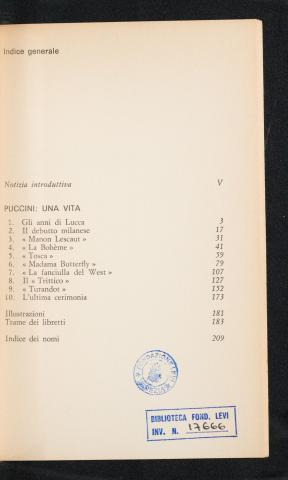 Indice generale
Notizia introduttiva V
PUCCINI: UNA VITA
1. Gli anni di Lucca 3
2. Il debutto milanese 17
3. « Manon Lescaut » 31
4. « La Bohème » 41
5. « Tosca » 59
6. « Madama Butterfly » 79
7. « La fanciulla del West » 107
8. Il « Trittico » 127
9. « Turandot » 152
10. L'ultima cerimonia 173
Illustrazioni 181
Trame dei libretti 183
Indice dei nomi 209
BIBLIOTECA FOND. LEVI
INV. N. 17666